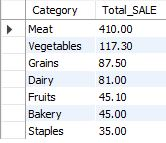 Category Total_SALE
Meat 410.00
Vegetables 117.30
Grains 87.50
Dairy 81.00
Fruits 45.10
Bakery 45.00
Staples 35.00